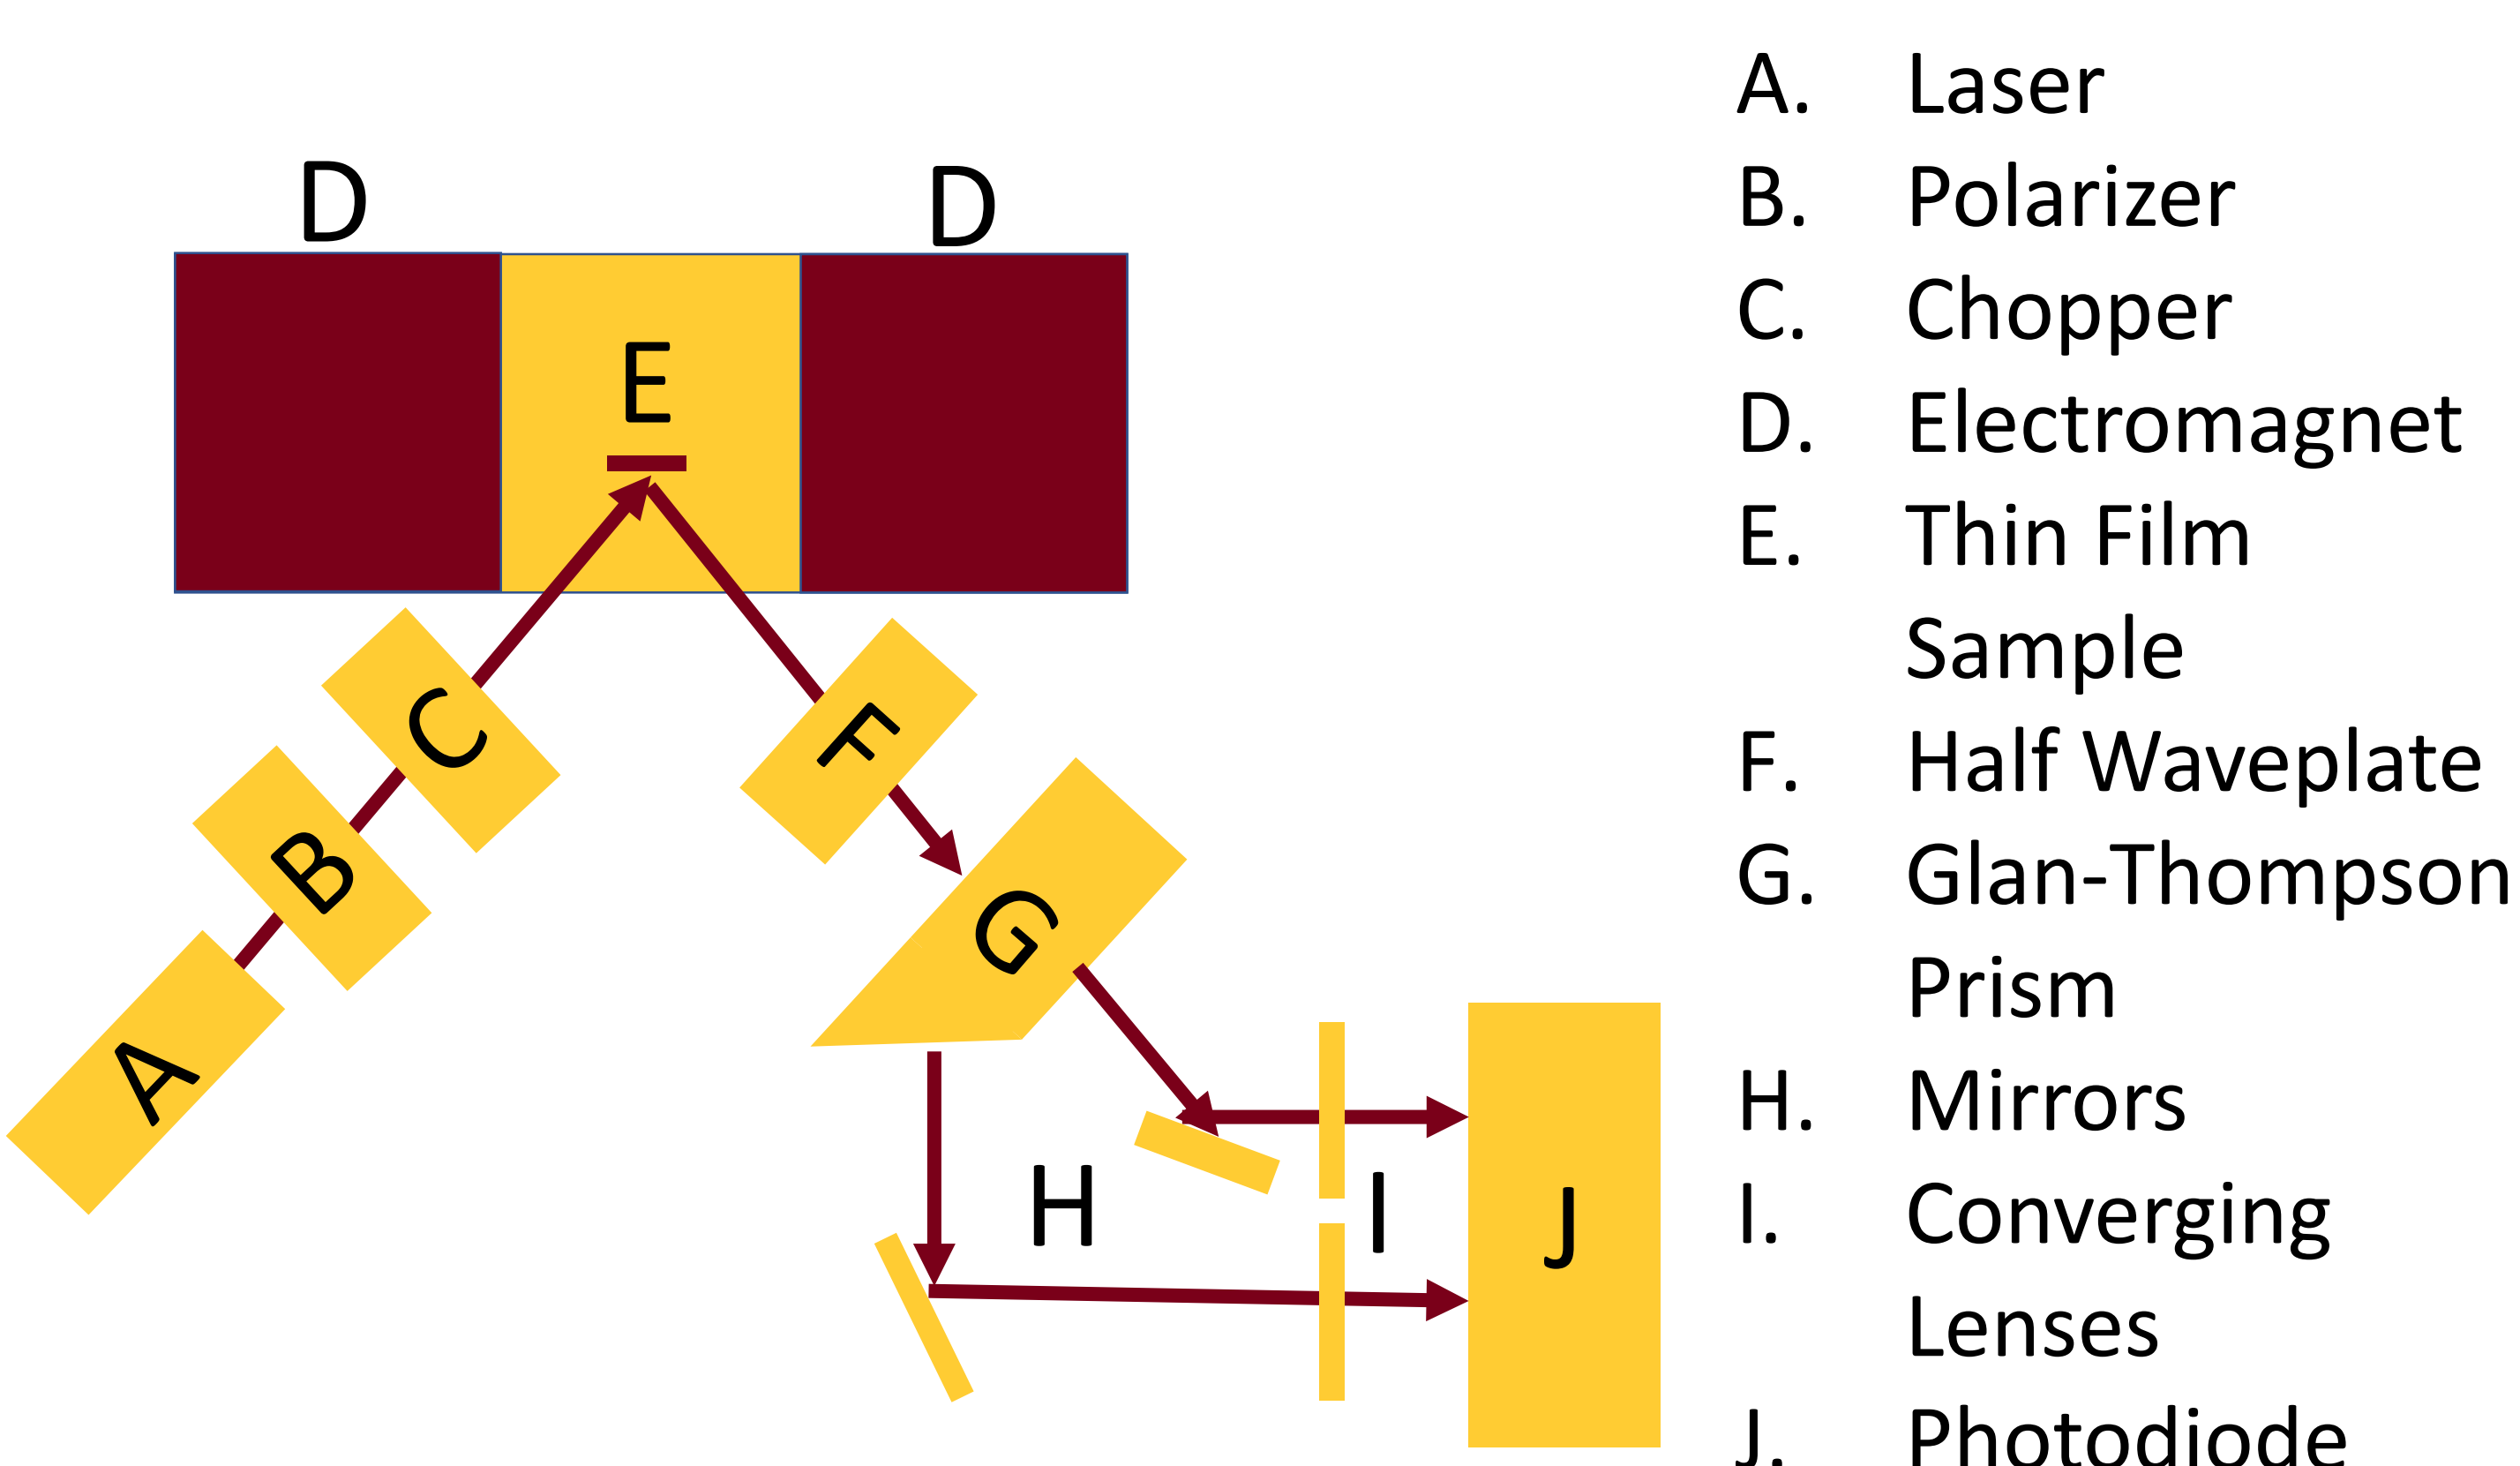 D
D
E
C
F
B
G
A
H
I
J
A. Laser
B. Polarizer
C. Chopper
D. Electromagnet
E. Thin Film
Sample
F. Half Waveplate
G. Glan-Thompson
Prism
H. Mirrors
I. Converging
Lenses
J. Photodiode